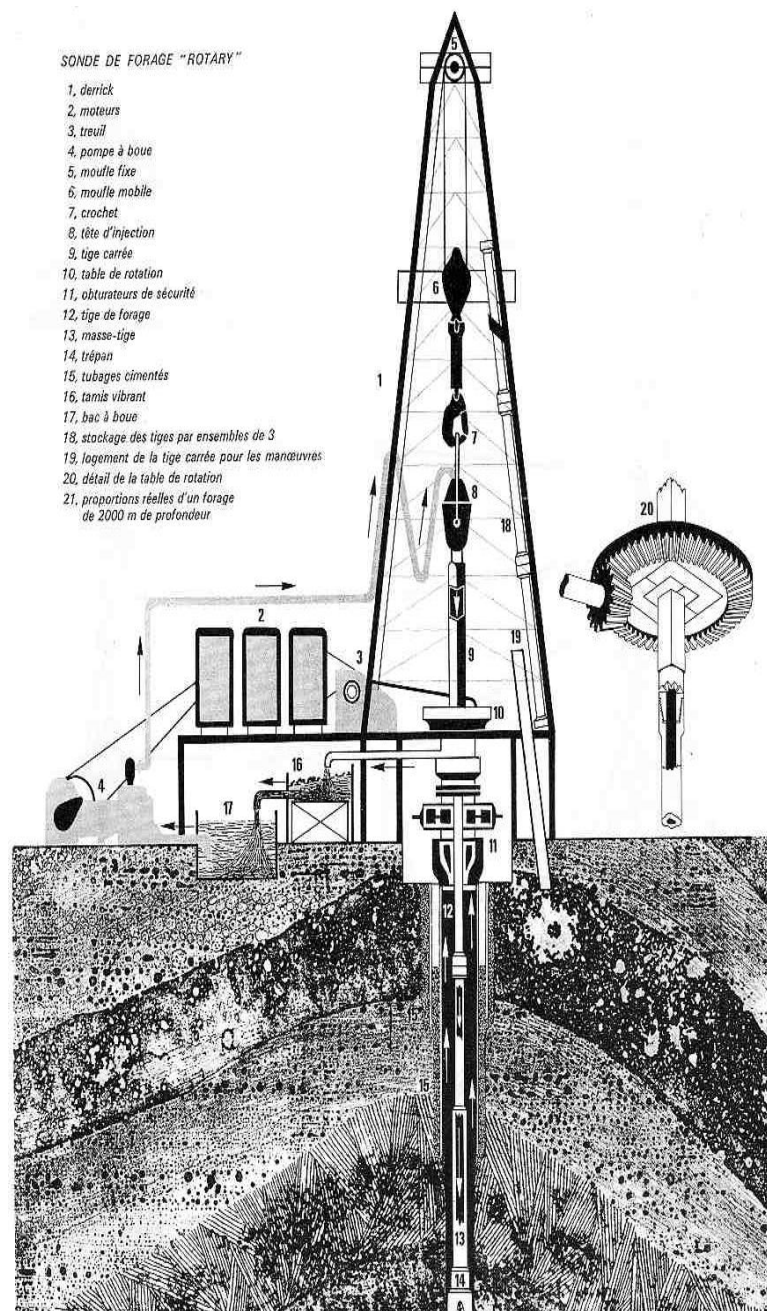 SONDE DE FORAGE "ROTARY"
1, derrick
2, moteurs
3, treuil
4, pompe à boue
5, moufle fixe
6, moufle mobile
7, crochet
8, tête d'injection
9, tige carrée
10, table de rotation
11, obturateurs de sécurité
12, tige de forage
13, masse-tige
14, trépan
15, tubages cimentés
16, tamis vibrant
17, bac à boue
18, stockage des tiges par ensembles de 3
19, logement de la tige carrée pour les manœuvres
20, détail de la table de rotation
21, proportions réelles d'un forage
de 2000 m de profondeur
5
6
1
7
8
18
20
2
19
3
9
10
16
4
17
11
12
15
13
14